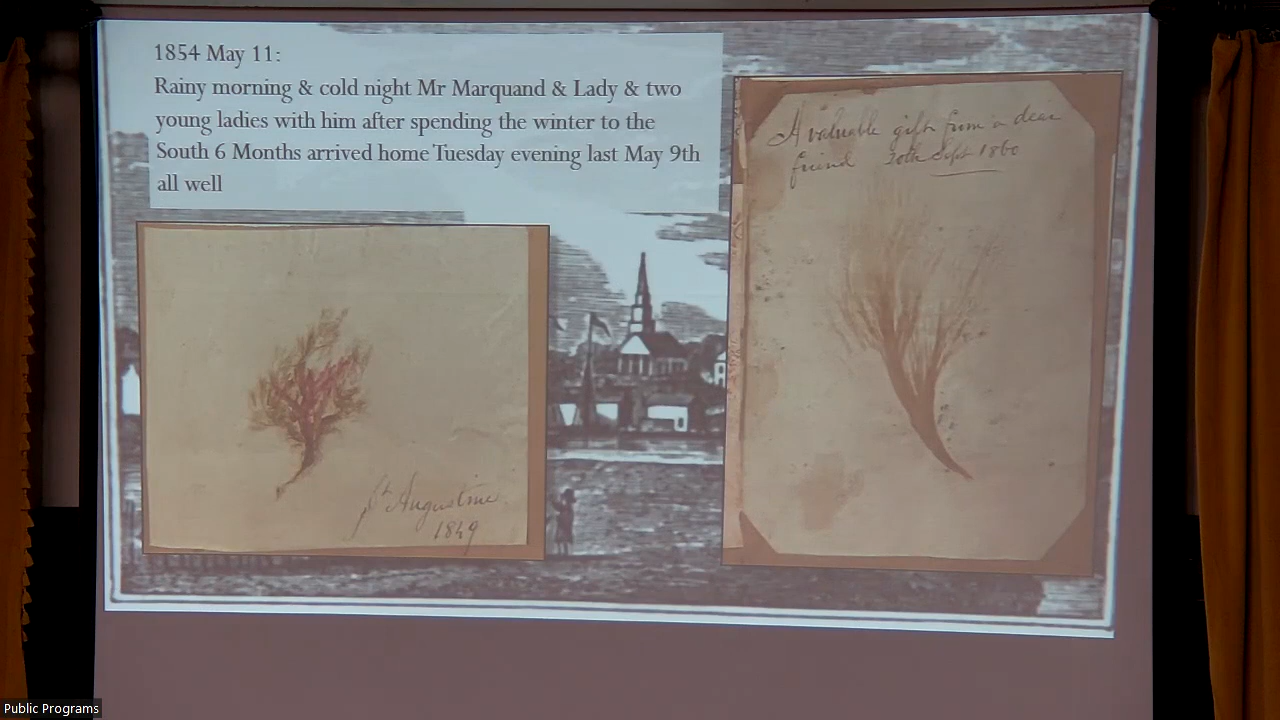 1854 May 11:
Rainy morning & cold night Mr Marquand & Lady & two
young ladies with him after spending the winter to the
South 6 Months arrived home Tuesday evening last May 9th
all well
A valuable gift from a dear
friend 20th Sept 1860
St Augustine
1849
Public Programs